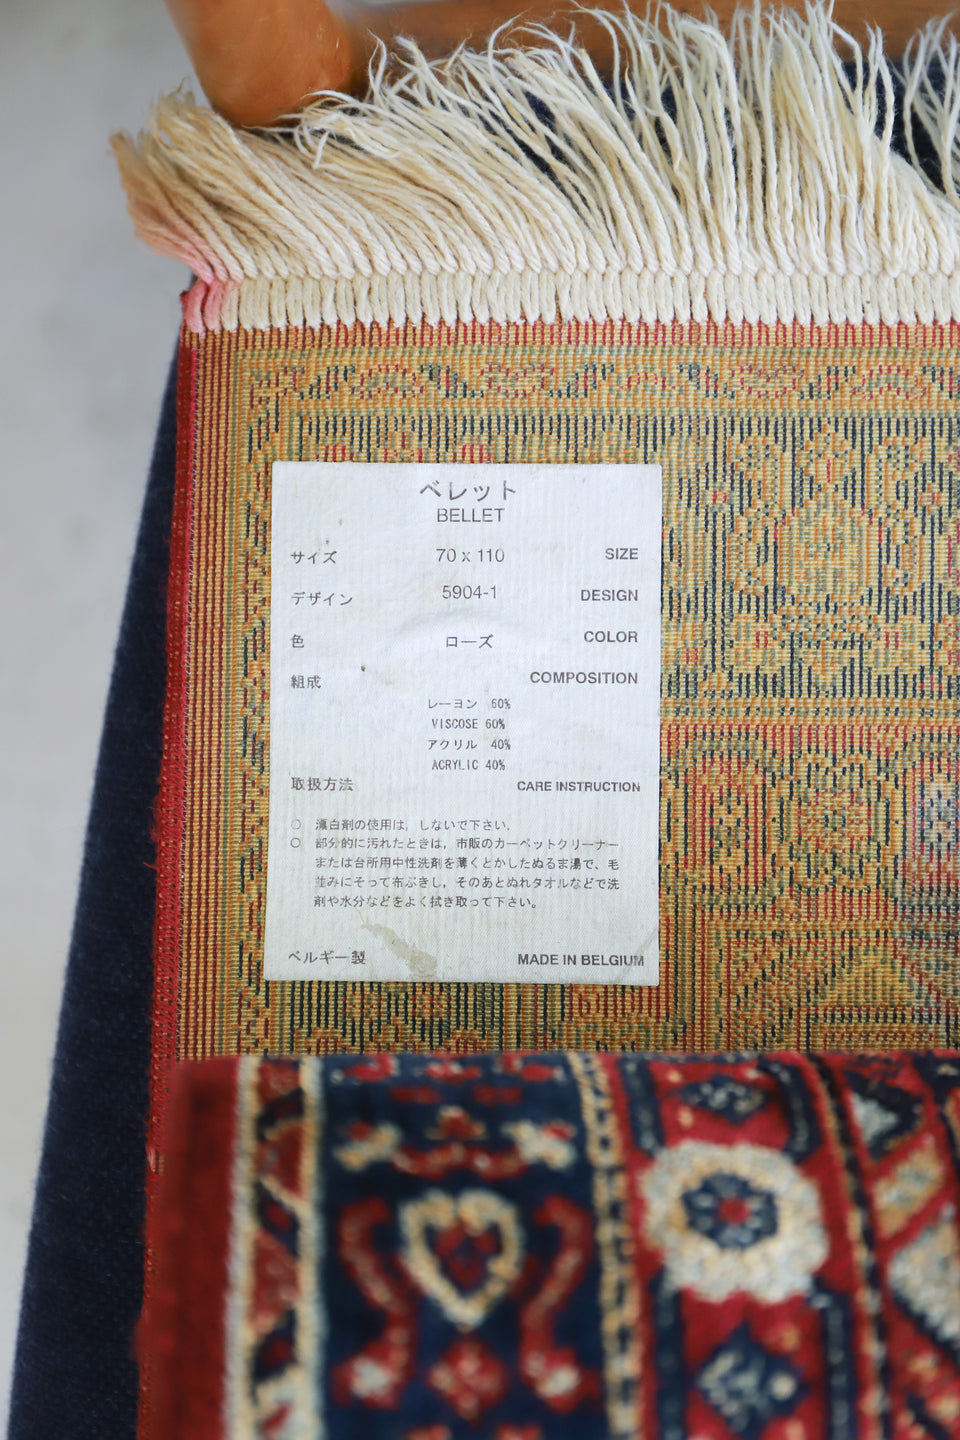 ベレット
BELLET
サイズ 70 x 110 SIZE
デザイン 5904-1 DESIGN
色 ローズ COLOR
組成 COMPOSITION
レーヨン 60%
VISCOSE 60%
アクリル 40%
ACRYLIC 40%
取扱方法 CARE INSTRUCTION
○ 漂白剤の使用は，しないで下さい．
○ 部分的に汚れたときは，市販のカーペットクリーナー
または台所用中性洗剤を薄くとかしたぬるま湯で、毛
並みにそって布ぶきし，そのあとぬれタオルなどで洗
剤や水分などをよく拭き取って下さい。
ベルギー製 MADE IN BELGIUM